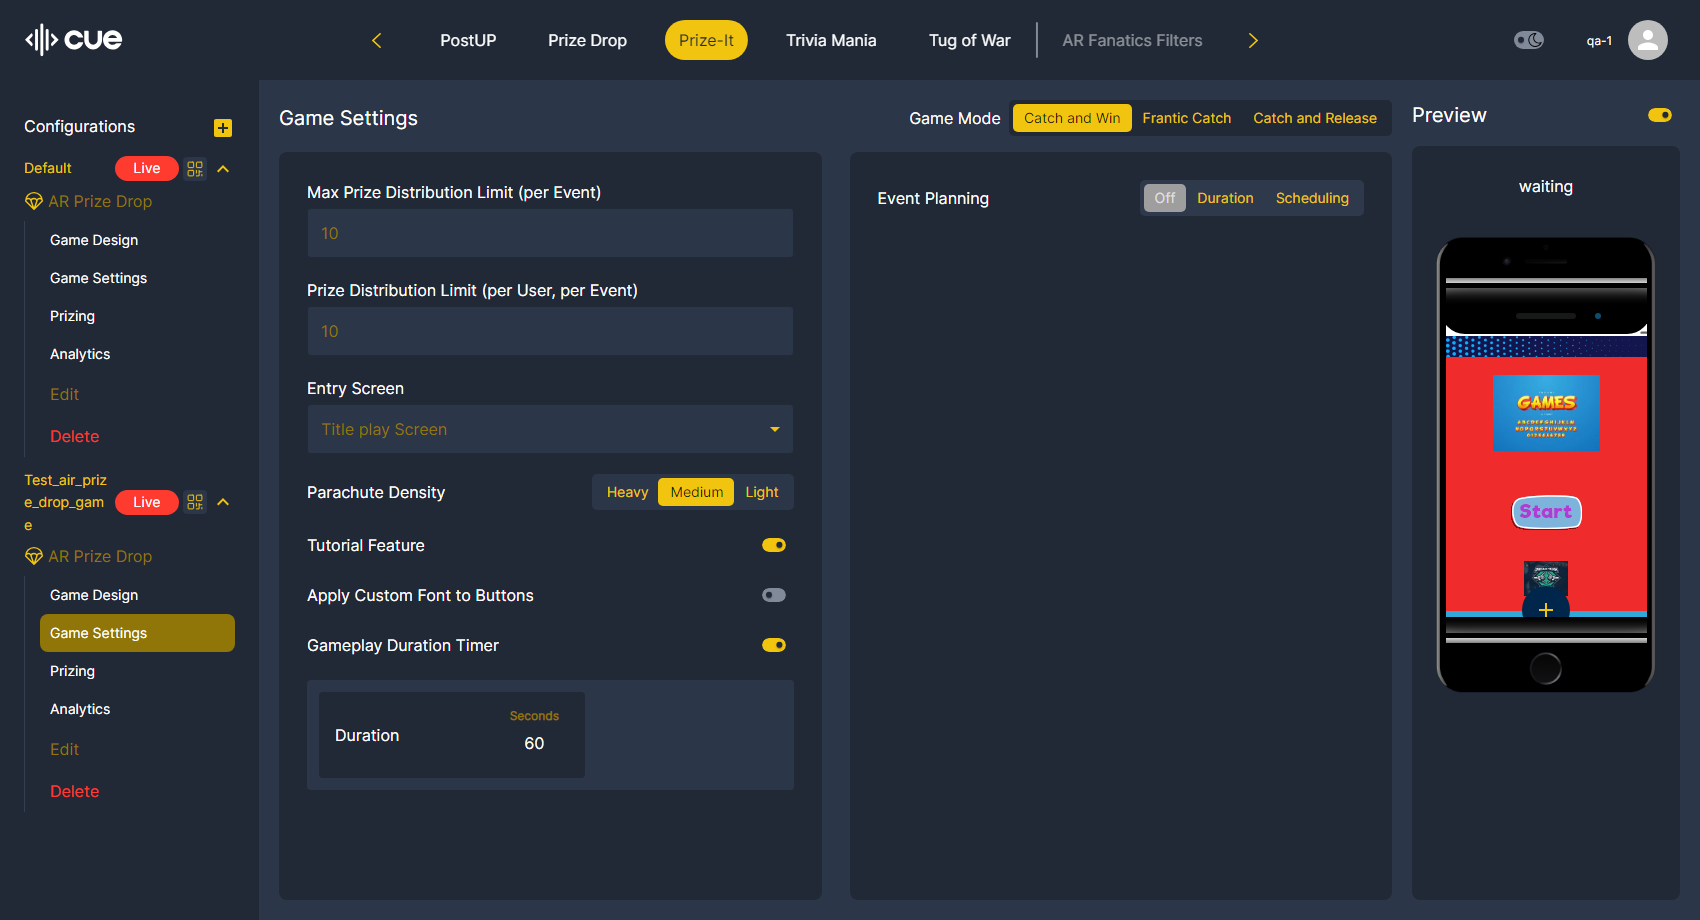 cue
PostUP
Prize Drop
Prize-It
Trivia Mania
Tug of War
AR Fanatics Filters
qa-1
Configurations
Default
Live
AR Prize Drop
Game Design
Game Settings
Prizing
Analytics
Edit
Delete
Test_air_priz
e_drop_gam
e
Live
AR Prize Drop
Game Design
Game Settings
Prizing
Analytics
Edit
Delete
Game Settings
Game Mode
Catch and Win
Frantic Catch
Catch and Release
Max Prize Distribution Limit (per Event)
10
Prize Distribution Limit (per User, per Event)
10
Entry Screen
Title play Screen
Parachute Density
Heavy
Medium
Light
Tutorial Feature
Apply Custom Font to Buttons
Gameplay Duration Timer
Duration
Seconds
60
Event Planning
Off
Duration
Scheduling
Preview
waiting
GAMES
Start